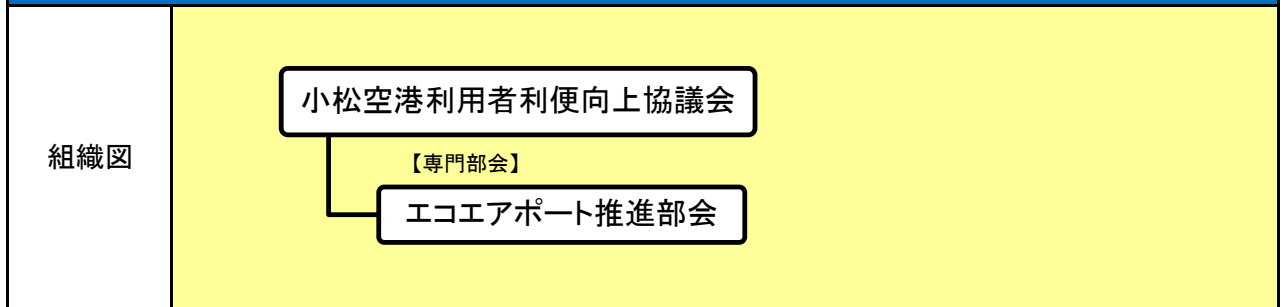 組織図
小松空港利用者利便向上協議会
【専門部会】
エコエアポート推進部会